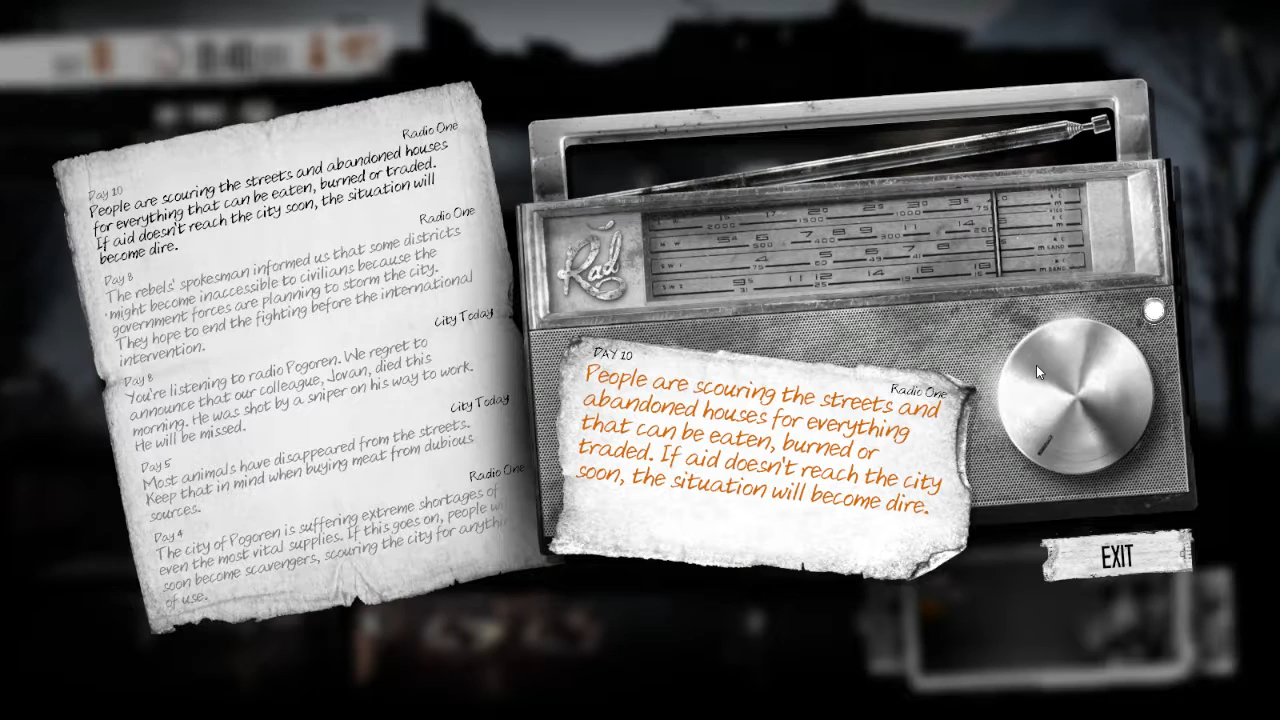 Radio One
Day 10
People are scouring the streets and abandoned houses
for everything that can be eaten, burned or traded.
If aid doesn't reach the city soon, the situation will
become dire.
Radio One
Day 8
The rebels' spokesman informed us that some districts
might become inaccessible to civilians because the
government forces are planning to storm the city.
They hope to end the fighting before the international
intervention.
City Today
Day 8
You're listening to radio Pogoren. We regret to
announce that our colleague, Jovan, died this
morning. He was shot by a sniper on his way to work.
He will be missed.
City Today
Day 5
Most animals have disappeared from the streets.
Keep that in mind when buying meat from dubious
sources.
Radio One
Day 4
The city of Pogoren is suffering extreme shortages of
even the most vital supplies. If this goes on, people
soon become scavengers, scouring the city for
of use.
Rad
DAY 10
Radio One
People are scouring the streets and
abandoned houses for everything
that can be eaten, burned or
traded. If aid doesn't reach the city
soon, the situation will become dire.
EXIT